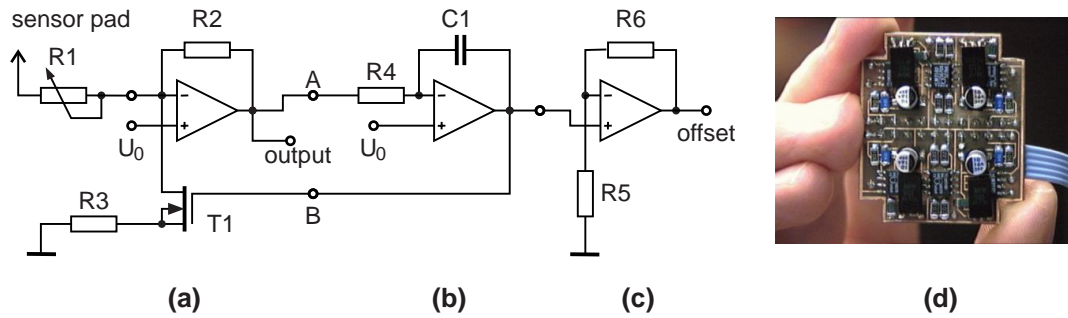 sensor pad
R1
R2
A
R4
C1
R6
U0
output
U0
offset
R3
T1
B
R5
(a)
(b)
(c)
(d)